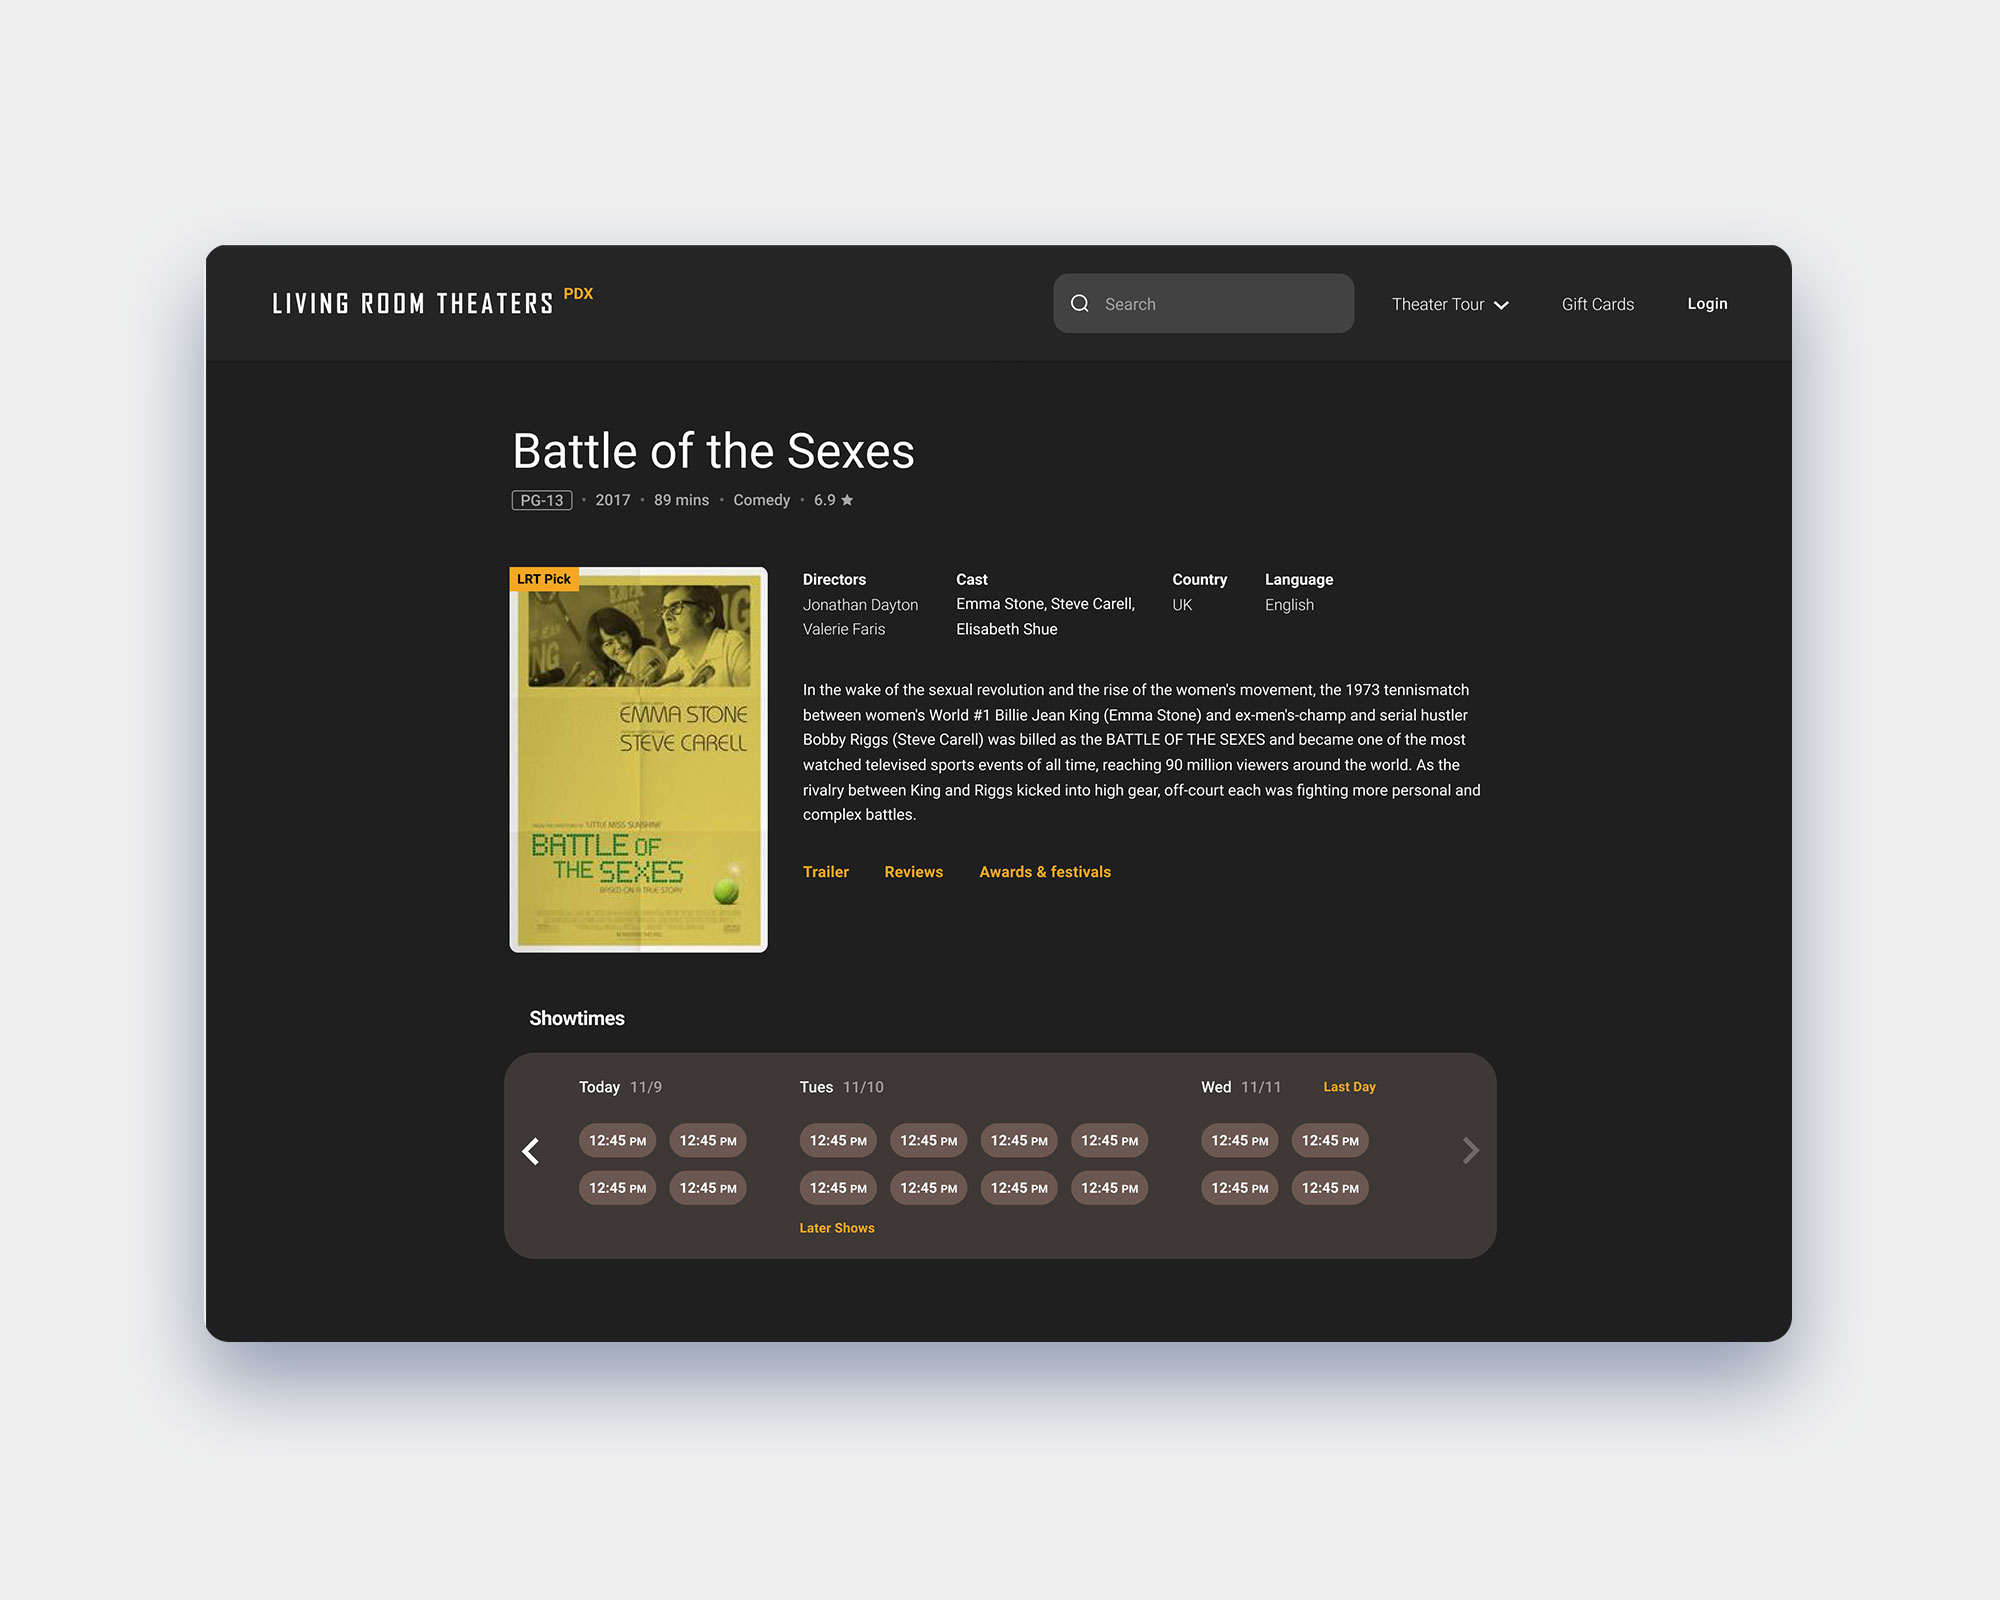 LIVING ROOM THEATERS PDX
Search
Theater Tour
Gift Cards
Login
Battle of the Sexes
PG-13 • 2017 • 89 mins • Comedy • 6.9 ★
LRT Pick
EMMA STONE
STEVE CARELL
FROM THE DIRECTORS OF 'LITTLE MISS SUNSHINE'
BATTLE OF
THE SEXES
BASED ON A TRUE STORY
Directors
Jonathan Dayton
Valerie Faris
Cast
Emma Stone, Steve Carell,
Elisabeth Shue
Country
UK
Language
English
In the wake of the sexual revolution and the rise of the women's movement, the 1973 tennismatch
between women's World #1 Billie Jean King (Emma Stone) and ex-men's-champ and serial hustler
Bobby Riggs (Steve Carell) was billed as the BATTLE OF THE SEXES and became one of the most
watched televised sports events of all time, reaching 90 million viewers around the world. As the
rivalry between King and Riggs kicked into high gear, off-court each was fighting more personal and
complex battles.
Trailer Reviews Awards & festivals
Showtimes
Today 11/9
12:45 PM 12:45 PM
12:45 PM 12:45 PM
Tues 11/10
12:45 PM 12:45 PM 12:45 PM 12:45 PM
12:45 PM 12:45 PM 12:45 PM 12:45 PM
Later Shows
Wed 11/11 Last Day
12:45 PM 12:45 PM
12:45 PM 12:45 PM